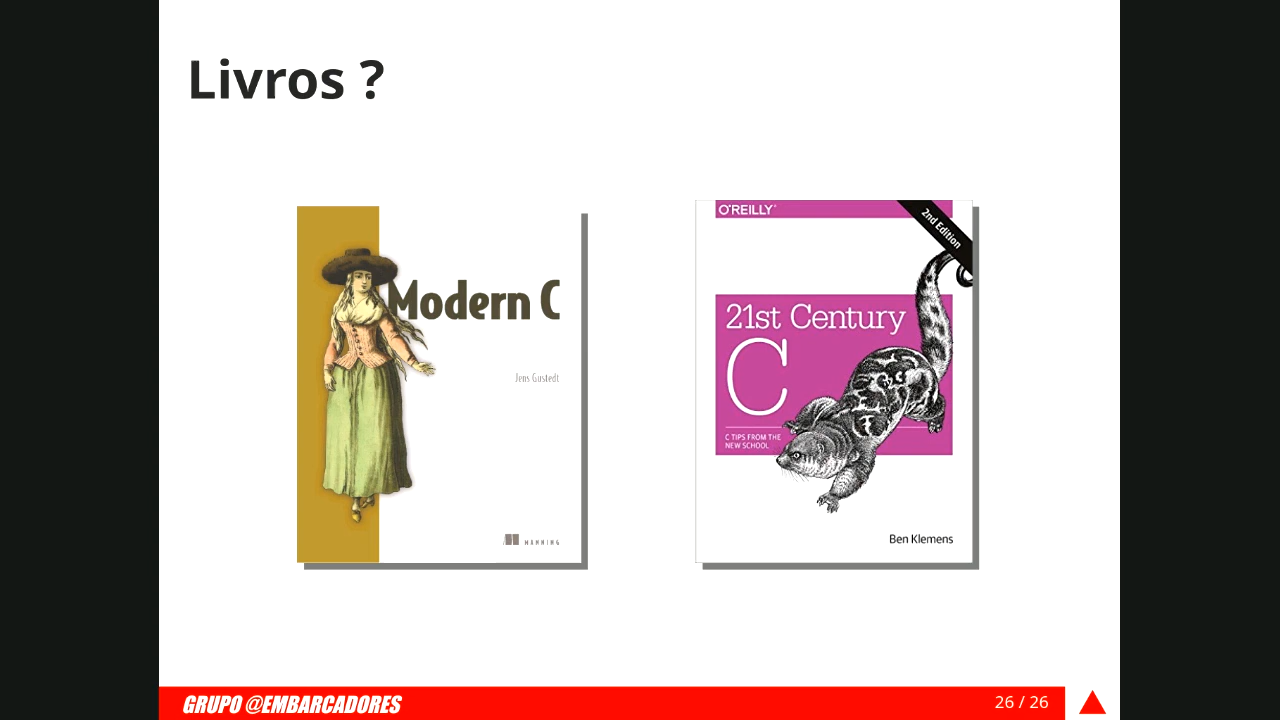 Livros ?
Modern C
Jens Gustedt
MANNING
O'REILLY®
2nd Edition
21st Century
C
C TIPS FROM THE
NEW SCHOOL
Ben Klemens
GRUPO @EMBARCADORES
26 / 26